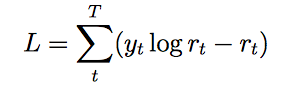 L = \sum_{t}^{T} (y_t \log r_t - r_t)